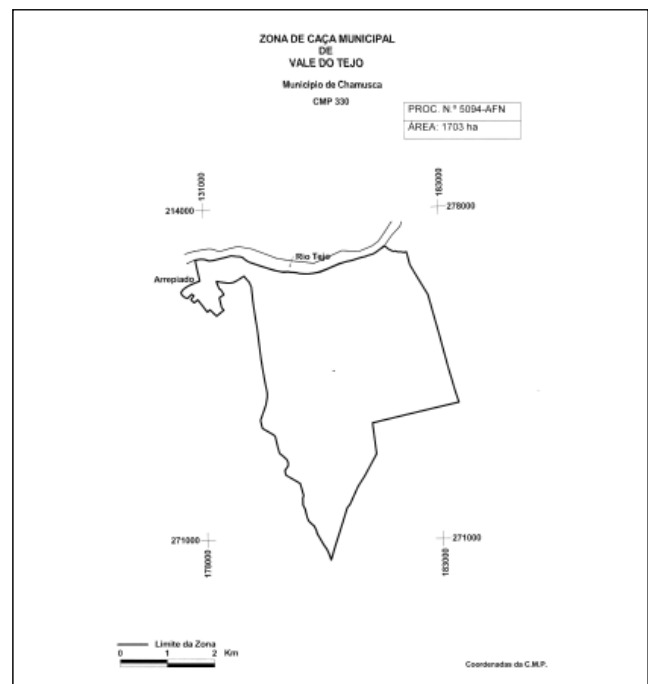 ZONA DE CAÇA MUNICIPAL
DE
VALE DO TEJO
Município de Chamusca
CMP 330
PROC. N.º 5094-AFN
ÁREA: 1703 ha
131000
183000
214000
278000
Rio Tejo
Arrepiado
271000
271000
178000
183000
Limite da Zona
0 1 2 Km
Coordenadas da C.M.P.